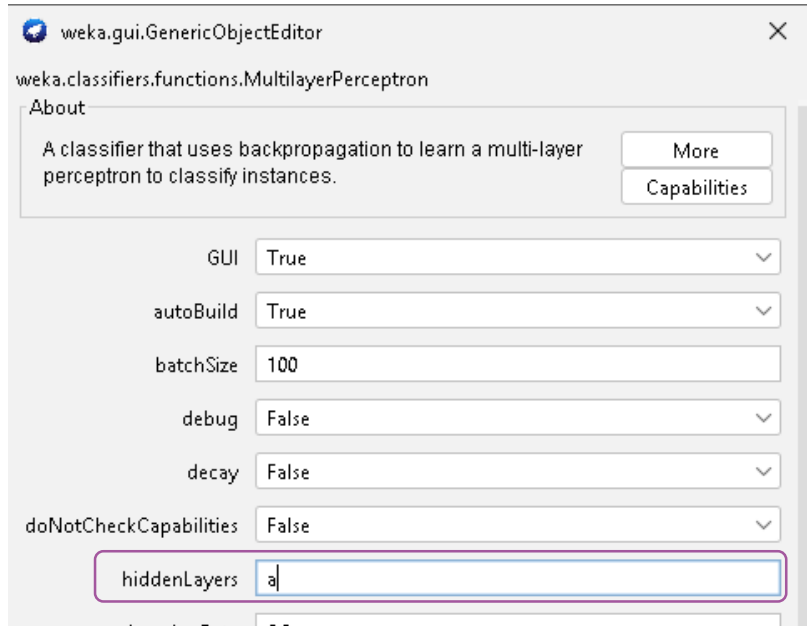 weka.gui.GenericObjectEditor
weka.classifiers.functions.MultilayerPerceptron
About
A classifier that uses backpropagation to learn a multi-layer
perceptron to classify instances.
More
Capabilities
GUI True
autoBuild True
batchSize 100
debug False
decay False
doNotCheckCapabilities False
hiddenLayers a